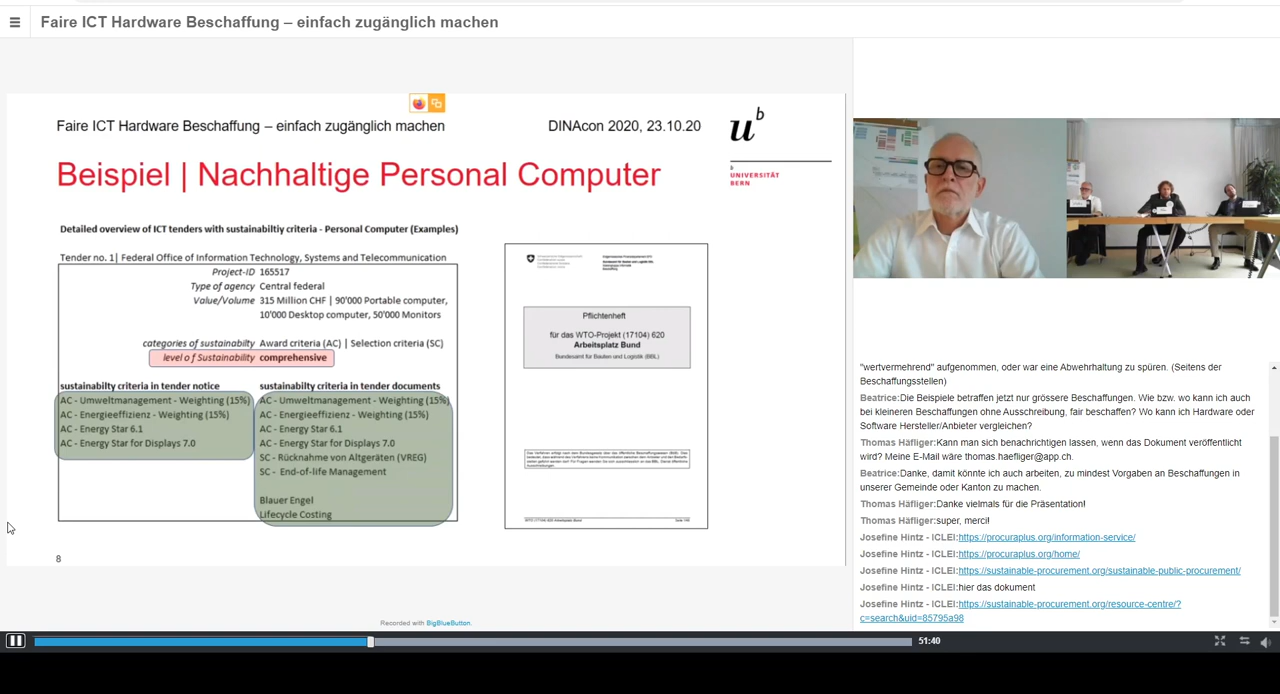 Faire ICT Hardware Beschaffung – einfach zugänglich machen
Faire ICT Hardware Beschaffung – einfach zugänglich machen
DINAcon 2020, 23.10.20
u b
b
UNIVERSITÄT
BERN
Beispiel | Nachhaltige Personal Computer
Detailed overview of ICT tenders with sustainabiltiy criteria - Personal Computer (Examples)
Tender no. 1| Federal Office of Information Technology, Systems and Telecommunication
Project-ID 165517
Type of agency Central federal
Value/Volume 315 Million CHF | 90'000 Portable computer,
10'000 Desktop computer, 50'000 Monitors
categories of sustainabilty Award criteria (AC) | Selection criteria (SC)
level of Sustainability comprehensive
sustainabilty criteria in tender notice
AC - Umweltmanagement - Weighting (15%)
AC - Energieeffizienz - Weighting (15%)
AC - Energy Star 6.1
AC - Energy Star for Displays 7.0
sustainabilty criteria in tender documents
AC - Umweltmanagement - Weighting (15%)
AC - Energieeffizienz - Weighting (15%)
AC - Energy Star 6.1
AC - Energy Star for Displays 7.0
SC - Rücknahme von Altgeräten (VREG)
SC - End-of-life Management
Blauer Engel
Lifecycle Costing
Pflichtenheft
für das WTO-Projekt (17104) 620
Arbeitsplatz Bund
Bundesamt für Bauten und Logistik (BBL)
8
Recorded with BigBlueButton.
"wertvermehrend" aufgenommen, oder war eine Abwehrhaltung zu spüren. (Seitens der
Beschaffungsstellen)
Beatrice:Die Beispiele betraffen jetzt nur grössere Beschaffungen. Wie bzw. wo kann ich auch
bei kleineren Beschaffungen ohne Ausschreibung, fair beschaffen? Wo kann ich Hardware oder
Software Hersteller/Anbieter vergleichen?
Thomas Häfliger:Kann man sich benachrichtigen lassen, wenn das Dokument veröffentlicht
wird? Meine E-Mail wäre thomas.haefliger@app.ch.
Beatrice:Danke, damit könnte ich auch arbeiten, zu mindest Vorgaben an Beschaffungen in
unserer Gemeinde oder Kanton zu machen.
Thomas Häfliger:Danke vielmals für die Präsentation!
Thomas Häfliger:super, merci!
Josefine Hintz - ICLEI:https://procuraplus.org/information-service/
Josefine Hintz - ICLEI:https://procuraplus.org/home/
Josefine Hintz - ICLEI:https://sustainable-procurement.org/sustainable-public-procurement/
Josefine Hintz - ICLEI:hier das dokument
Josefine Hintz - ICLEI:https://sustainable-procurement.org/resource-centre/?
c=search&uid=85795a98
51:40